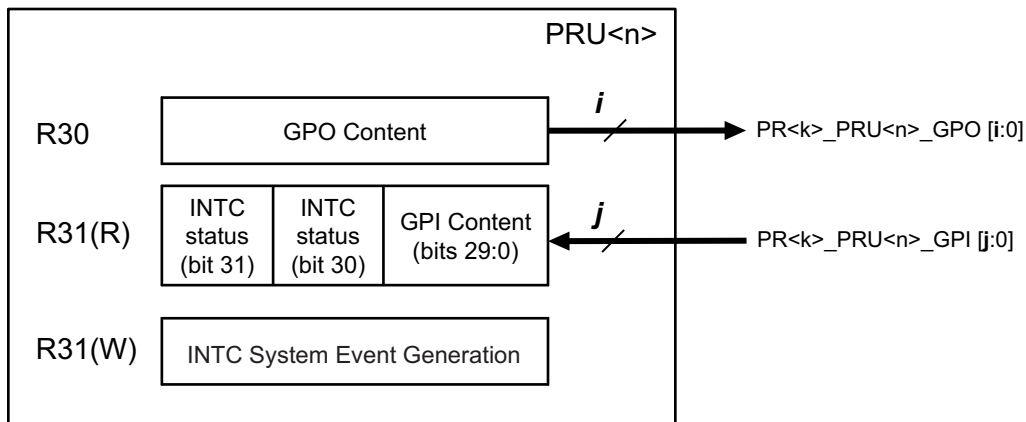 PRU<n>
R30
GPO Content
i
PR<k>_PRU<n>_GPO [i:0]
R31(R)
INTC
status
(bit 31)
INTC
status
(bit 30)
GPI Content
(bits 29:0)
j
PR<k>_PRU<n>_GPI [j:0]
R31(W)
INTC System Event Generation